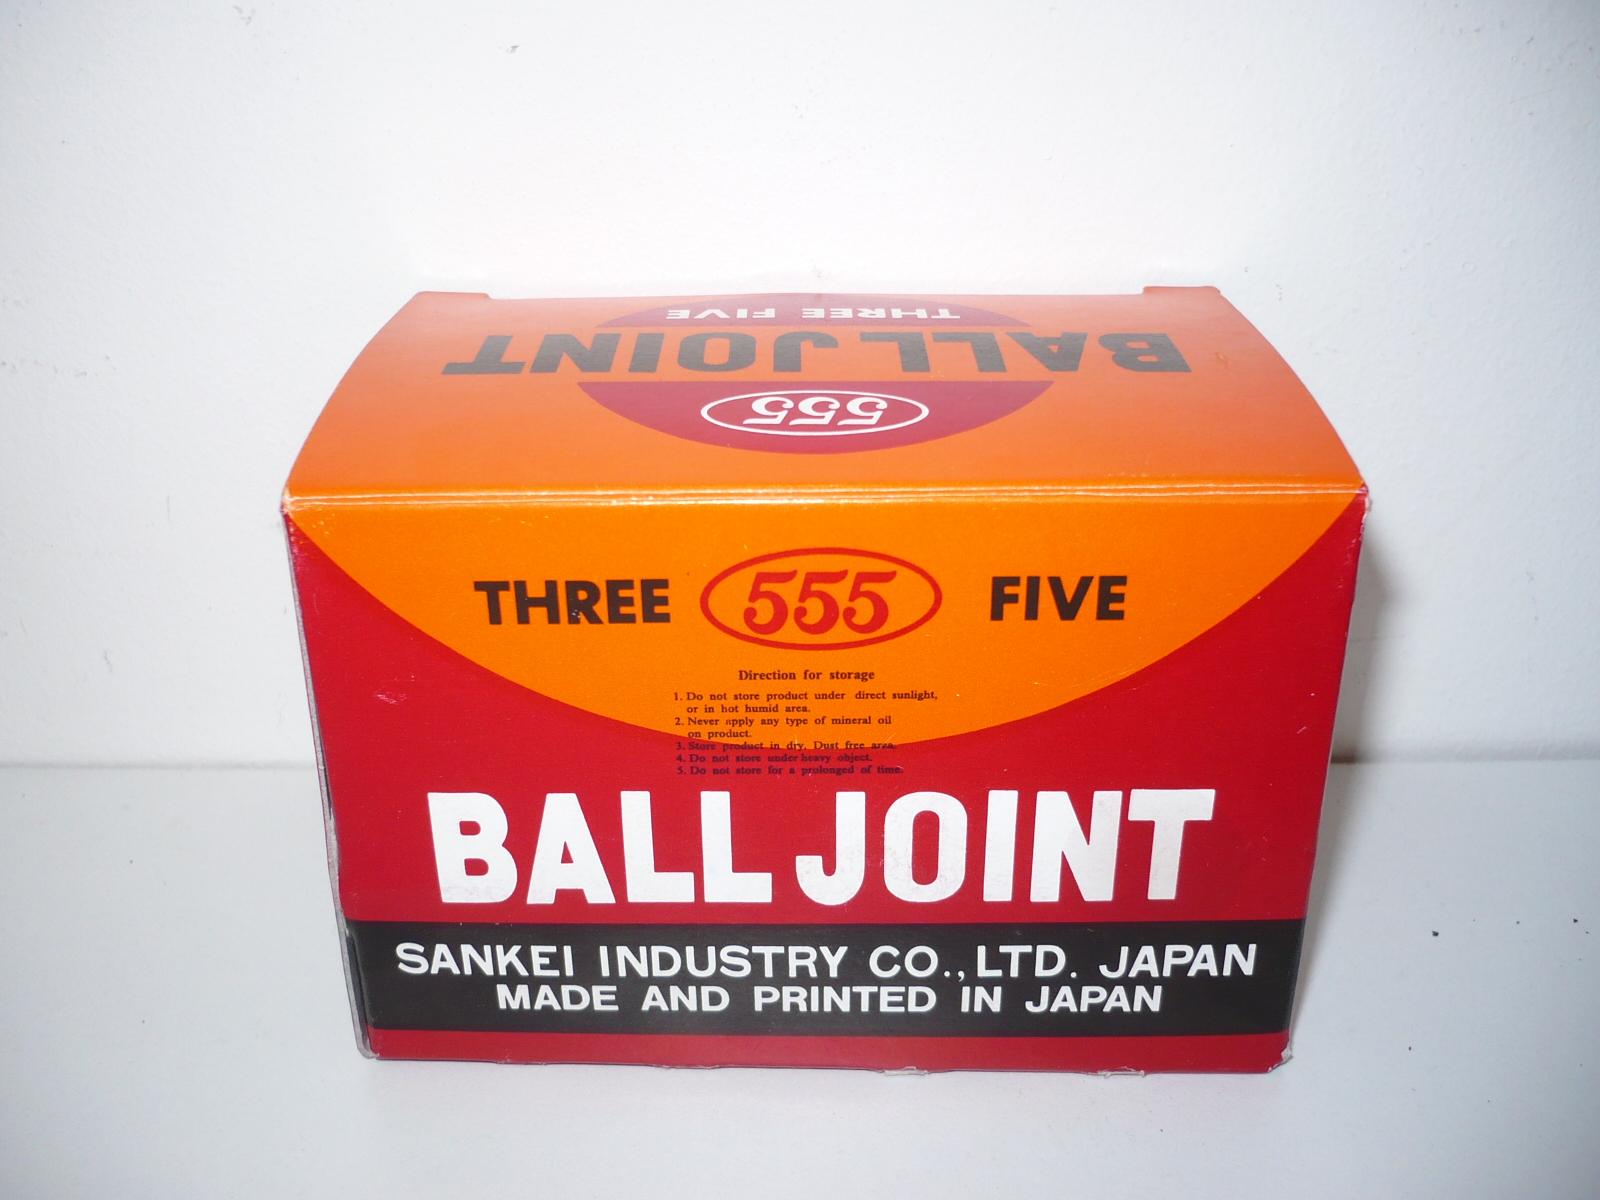 THREE FIVE
BALL JOINT
555
THREE 555 FIVE
Direction for storage
1. Do not store product under direct sunlight,
or in hot humid area.
2. Never apply any type of mineral oil
on product.
3. Store product in dry, Dust free area.
4. Do not store under heavy object.
5. Do not store for a prolonged of time.
BALL JOINT
SANKEI INDUSTRY CO.,LTD. JAPAN
MADE AND PRINTED IN JAPAN